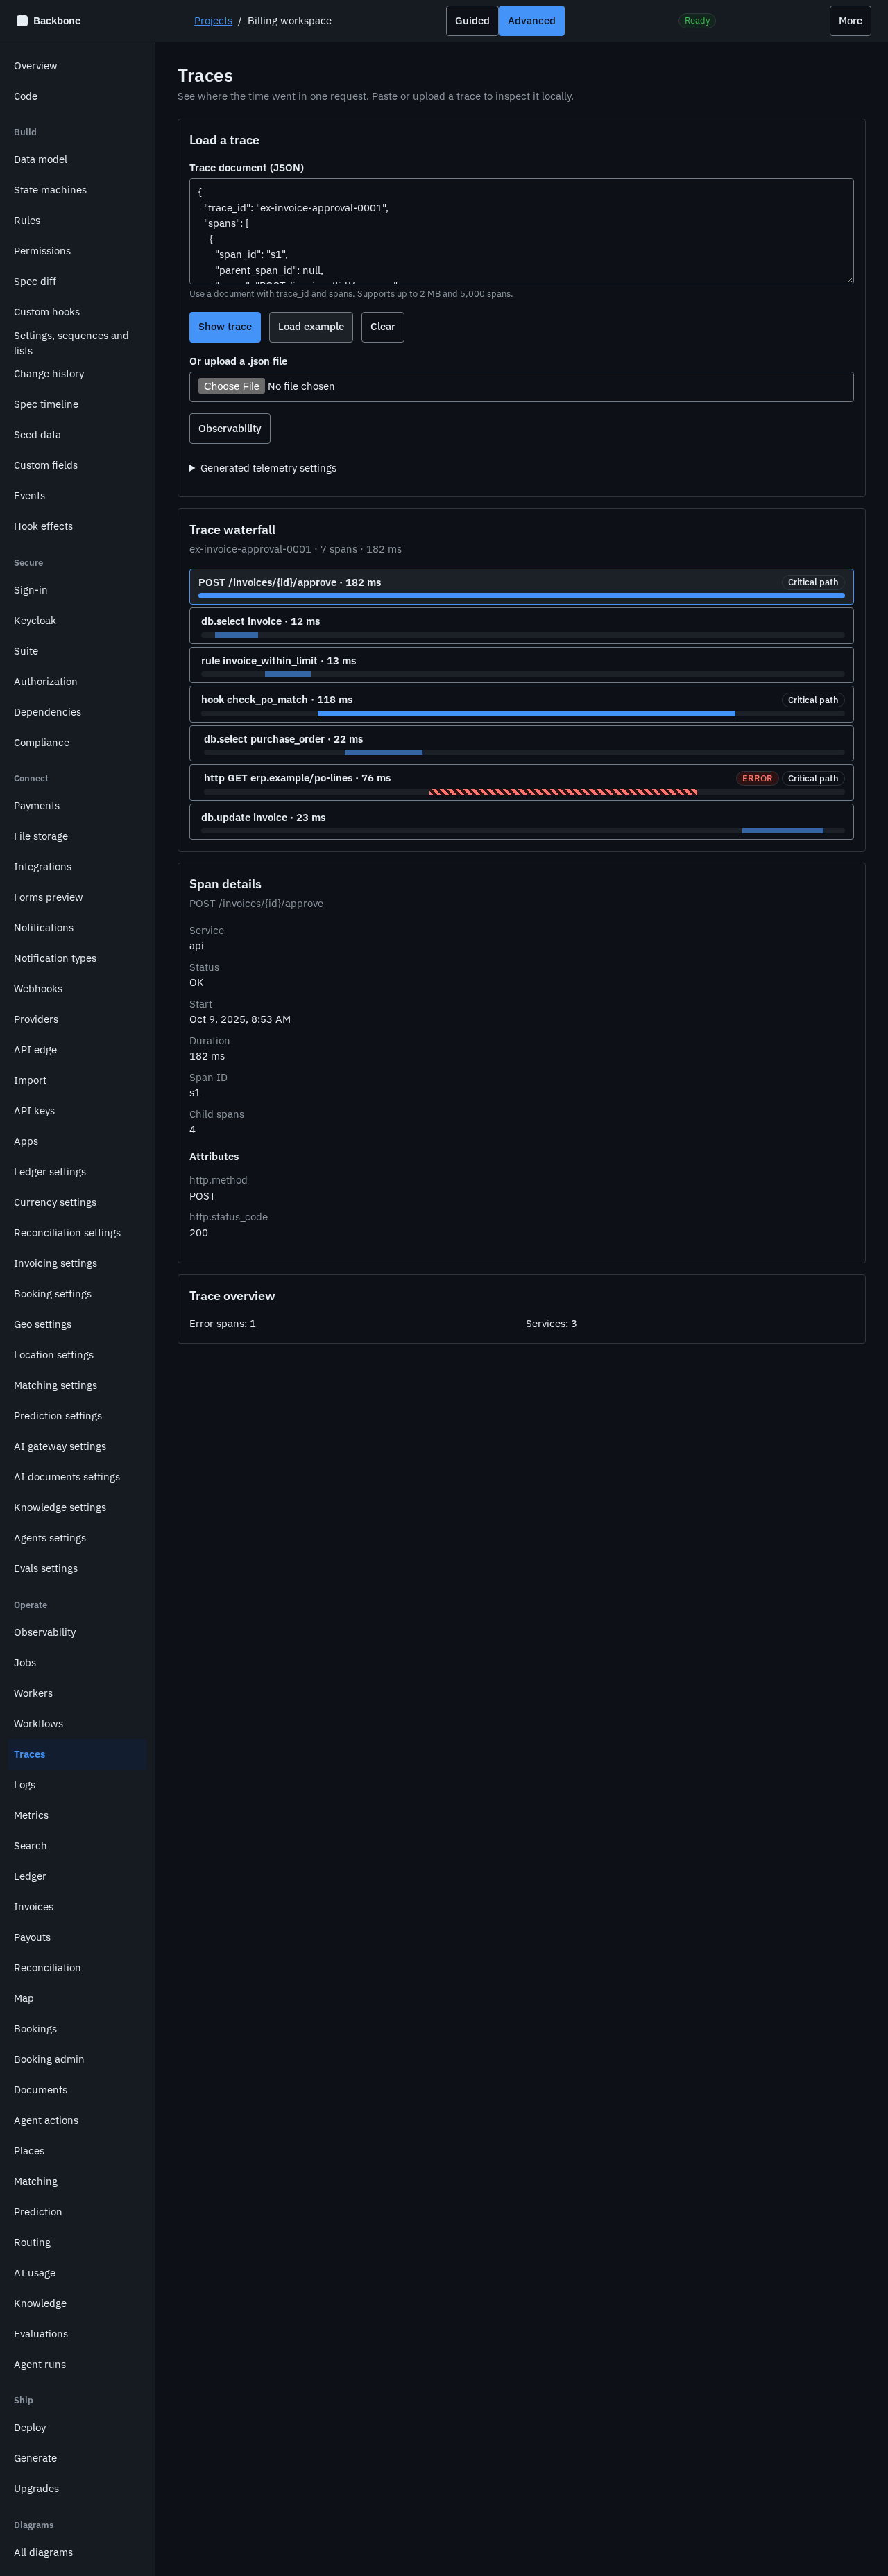 Backbone
Projects / Billing workspace
Guided
Advanced
Ready
More
Overview
Code
Build
Data model
State machines
Rules
Permissions
Spec diff
Custom hooks
Settings, sequences and
lists
Change history
Spec timeline
Seed data
Custom fields
Events
Hook effects
Secure
Sign-in
Keycloak
Suite
Authorization
Dependencies
Compliance
Connect
Payments
File storage
Integrations
Forms preview
Notifications
Notification types
Webhooks
Providers
API edge
Import
API keys
Apps
Ledger settings
Currency settings
Reconciliation settings
Invoicing settings
Booking settings
Geo settings
Location settings
Matching settings
Prediction settings
AI gateway settings
AI documents settings
Knowledge settings
Agents settings
Evals settings
Operate
Observability
Jobs
Workers
Workflows
Traces
Logs
Metrics
Search
Ledger
Invoices
Payouts
Reconciliation
Map
Bookings
Booking admin
Documents
Agent actions
Places
Matching
Prediction
Routing
AI usage
Knowledge
Evaluations
Agent runs
Ship
Deploy
Generate
Upgrades
Diagrams
All diagrams
Traces
See where the time went in one request. Paste or upload a trace to inspect it locally.
Load a trace
Trace document (JSON)
{
"trace_id": "ex-invoice-approval-0001",
"spans": [
{
"span_id": "s1",
"parent_span_id": null,
Use a document with trace_id and spans. Supports up to 2 MB and 5,000 spans.
Show trace
Load example
Clear
Or upload a .json file
Choose File No file chosen
Observability
Generated telemetry settings
Trace waterfall
ex-invoice-approval-0001 · 7 spans · 182 ms
POST /invoices/{id}/approve · 182 ms
Critical path
db.select invoice · 12 ms
rule invoice_within_limit · 13 ms
hook check_po_match · 118 ms
Critical path
db.select purchase_order · 22 ms
http GET erp.example/po-lines · 76 ms
ERROR
Critical path
db.update invoice · 23 ms
Span details
POST /invoices/{id}/approve
Service
api
Status
OK
Start
Oct 9, 2025, 8:53 AM
Duration
182 ms
Span ID
s1
Child spans
4
Attributes
http.method
POST
http.status_code
200
Trace overview
Error spans: 1
Services: 3